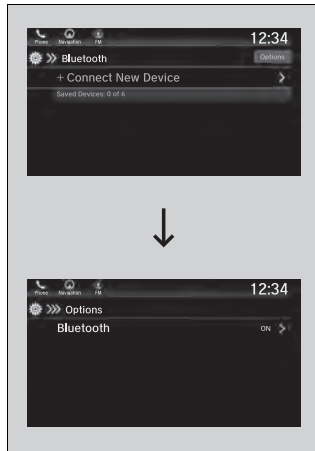 Phone Navigation FM 12:34
Bluetooth Options
+ Connect New Device
Saved Devices: 0 of 6
Phone Navigation FM 12:34
Options
Bluetooth ON